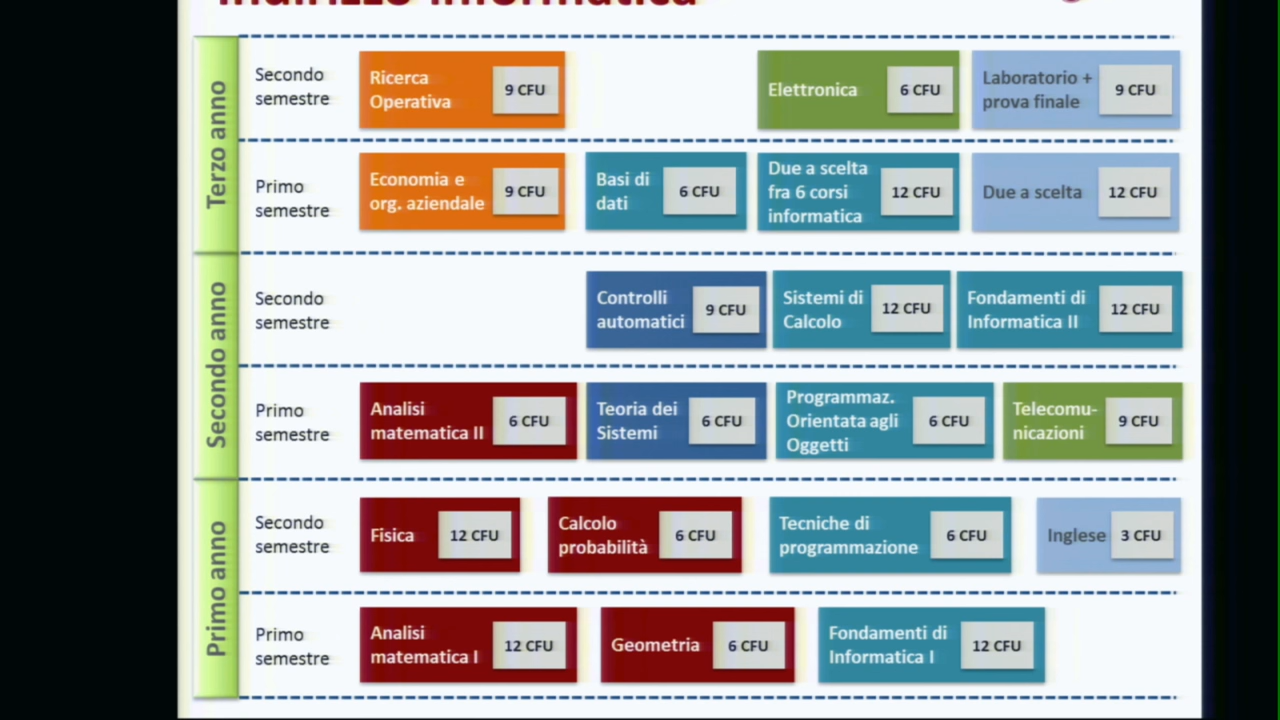 Indirizzo Informatica
Terzo anno
Secondo
semestre
Ricerca
Operativa
9 CFU
Elettronica
6 CFU
Laboratorio +
prova finale
9 CFU
Primo
semestre
Economia e
org. aziendale
9 CFU
Basi di
dati
6 CFU
Due a scelta
fra 6 corsi
informatica
12 CFU
Due a scelta
12 CFU
Secondo anno
Secondo
semestre
Controlli
automatici
9 CFU
Sistemi di
Calcolo
12 CFU
Fondamenti di
Informatica II
12 CFU
Primo
semestre
Analisi
matematica II
6 CFU
Teoria dei
Sistemi
6 CFU
Programmaz.
Orientata agli
Oggetti
6 CFU
Telecomu-
nicazioni
9 CFU
Primo anno
Secondo
semestre
Fisica
12 CFU
Calcolo
probabilità
6 CFU
Tecniche di
programmazione
6 CFU
Inglese
3 CFU
Primo
semestre
Analisi
matematica I
12 CFU
Geometria
6 CFU
Fondamenti di
Informatica I
12 CFU